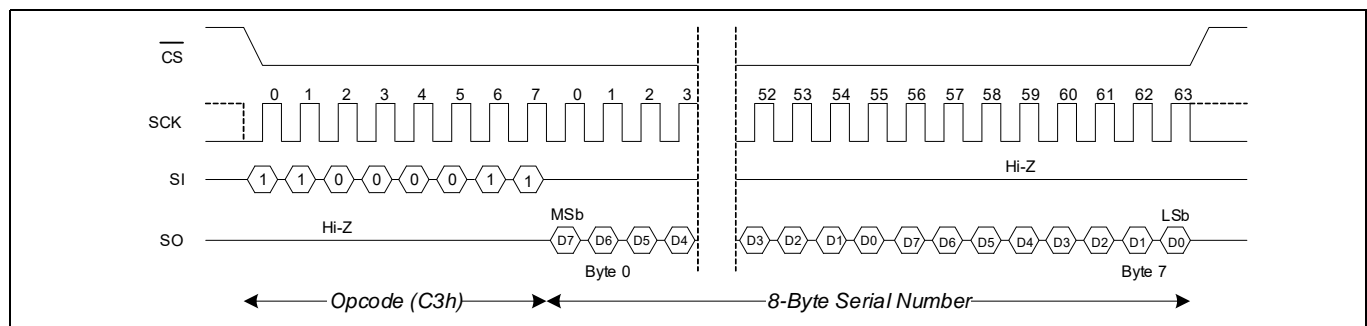 CS
0 1 2 3 4 5 6 7 0 1 2 3 52 53 54 55 56 57 58 59 60 61 62 63
SCK
Hi-Z
SI 1 1 0 0 0 0 1 1
MSb LSb
Hi-Z
SO D7 D6 D5 D4 D3 D2 D1 D0 D7 D6 D5 D4 D3 D2 D1 D0
Byte 0 Byte 7
Opcode (C3h) 8-Byte Serial Number